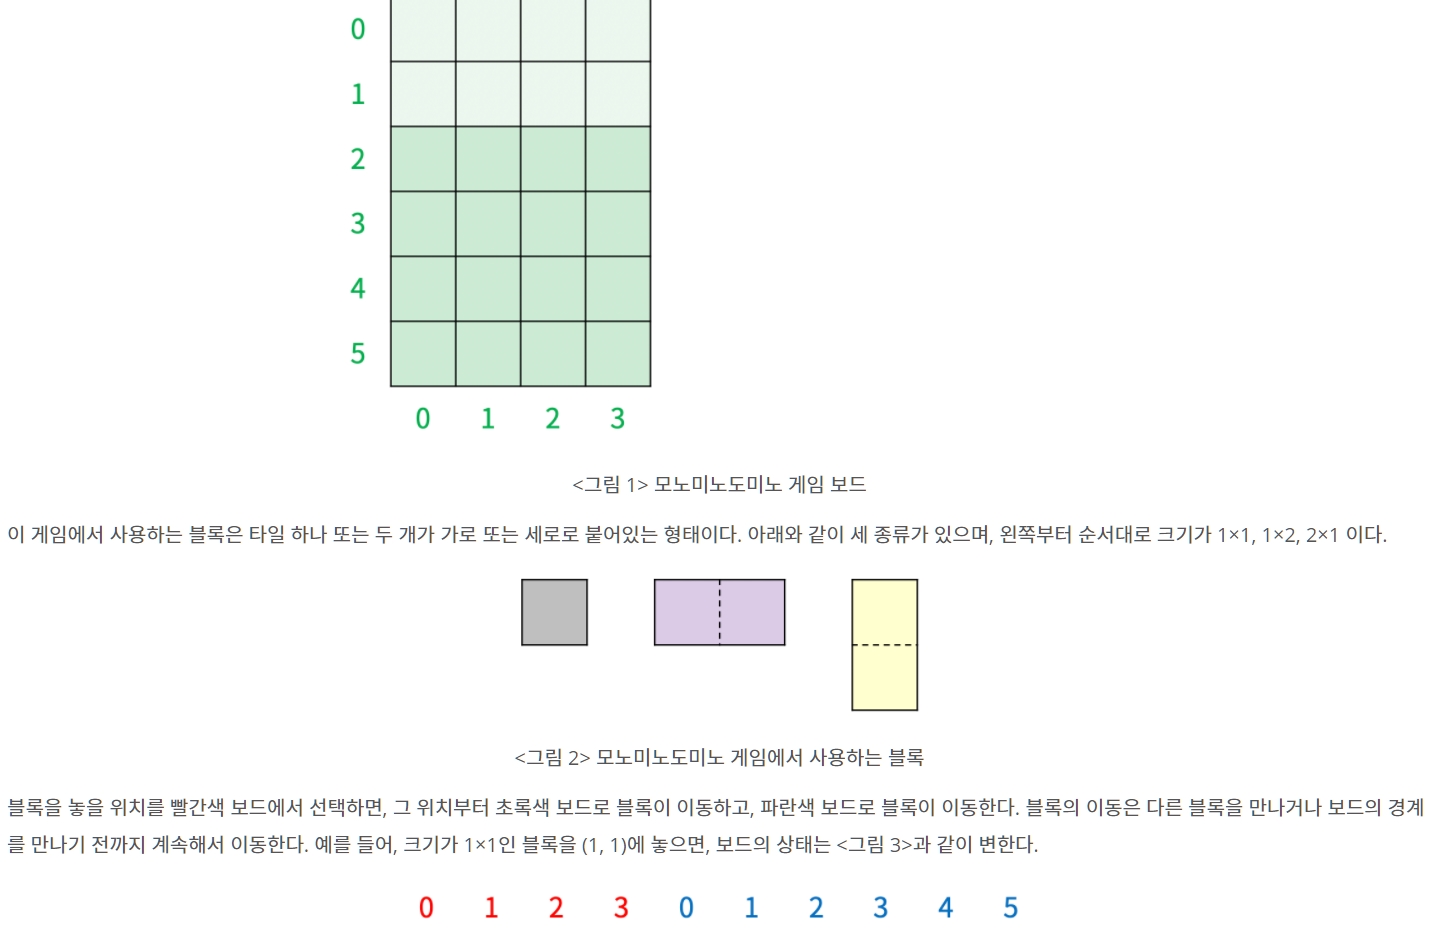 0
1
2
3
4
5
0 1 2 3
<그림 1> 모노미노도미노 게임 보드
이 게임에서 사용하는 블록은 타일 하나 또는 두 개가 가로 또는 세로로 붙어있는 형태이다. 아래와 같이 세 종류가 있으며, 왼쪽부터 순서대로 크기가 1×1, 1×2, 2×1 이다.
<그림 2> 모노미노도미노 게임에서 사용하는 블록
블록을 놓을 위치를 빨간색 보드에서 선택하면, 그 위치부터 초록색 보드로 블록이 이동하고, 파란색 보드로 블록이 이동한다. 블록의 이동은 다른 블록을 만나거나 보드의 경계
를 만나기 전까지 계속해서 이동한다. 예를 들어, 크기가 1×1인 블록을 (1, 1)에 놓으면, 보드의 상태는 <그림 3>과 같이 변한다.
0 1 2 3 0 1 2 3 4 5